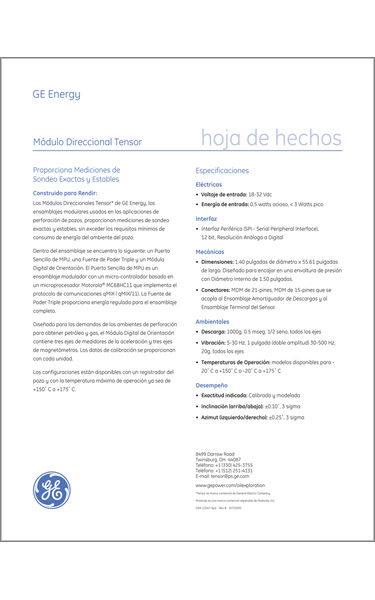 GE Energy
Módulo Direccional Tensor
hoja de hechos
Proporciona Mediciones de
Sondeo Exactas y Estables
Construido para Rendir:
Los Módulos Direccionales Tensor* de GE Energy, los
ensamblajes modulares usados en las aplicaciones de
perforación de pozos, proporcionan mediciones de sondeo
exactas y estables, sin exceder los requisitos mínimos de
consumo de energía del ambiente del pozo.
Dentro del ensamblaje se encuentra lo siguiente: un Puerto
Sencillo de MPU, una Fuente de Poder Triple y un Módulo
Digital de Orientación. El Puerto Sencillo de MPU es un
ensamblaje modulador con un micro-controlador basado en
un microprocesador Motorola® MC68HC11 que implementa el
protocolo de comunicaciones qMIX I qMIX/11). La Fuente de
Poder Triple proporciona energía regulada para el ensamblaje
completo.
Diseñado para las demandas de los ambientes de perforación
para obtener petróleo y gas, el Módulo Digital de Orientación
contiene tres ejes de medidores de la aceleración y tres ejes
de magnetómetros. Los datos de calibración se proporcionan
con cada unidad.
Las configuraciones están disponibles con un registrador del
pozo y con la temperatura máxima de operación ya sea de
+150˚ C o +175˚ C.
Especificaciones
Eléctricos
• Voltaje de entrada: 18-32 Vdc
• Energía de entrada: 0.5 watts ocioso, < 3 Watts pico
Interfaz
• Interfaz Periférica (SPI - Serial Peripheral Interface),
12 bit, Resolución Análoga a Digital
Mecánicos
• Dimensiones: 1.40 pulgadas de diámetro x 55.61 pulgadas
de largo. Diseñado para encajar en una envoltura de presión
con Diámetro Interno de 1.50 pulgadas.
• Conectores: MDM de 21-pines, MDM de 15-pines que se
acopla al Ensamblaje Amortiguador de Descargas y al
Ensamblaje Terminal del Sensor.
Ambientales
• Descarga: 1000g, 0.5 mseg, 1/2 seno, todos los ejes
• Vibración: 5-30 Hz; 1 pulgada (doble amplitud) 30-500 Hz,
20g, todos los ejes
• Temperaturas de Operación: modelos disponibles para -
20˚ C a +150˚ C o -20˚ C a +175˚ C
Desempeño
• Exactitud indicada: Calibrada y modelada
• Inclinación (arriba/abajo): ±0.10˚, 3 sigma
• Azimut (izquierda/derecha): ±0.25˚, 3 sigma
8499 Darrow Road
Twinsburg, OH 44087
Teléfono: +1 (330) 425-3755
Teléfono: +1 (512) 251-4131
E-mail: tensor@ps.ge.com
www.gepower.com/oilexploration
*Tensor es marca comercial de General Electric Company.
Motorola es una marca comercial registrada de Motorola, Inc.
GE